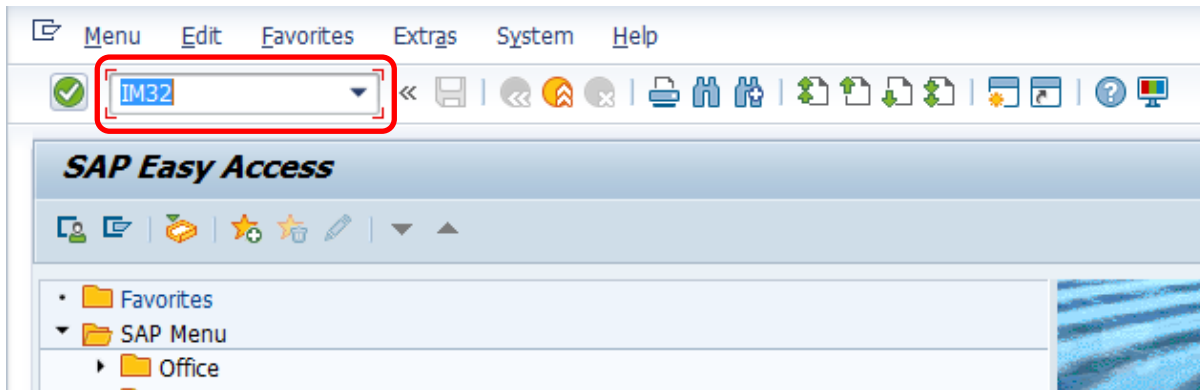 Menu Edit Favorites Extras System Help
IM32
SAP Easy Access
Favorites
SAP Menu
Office